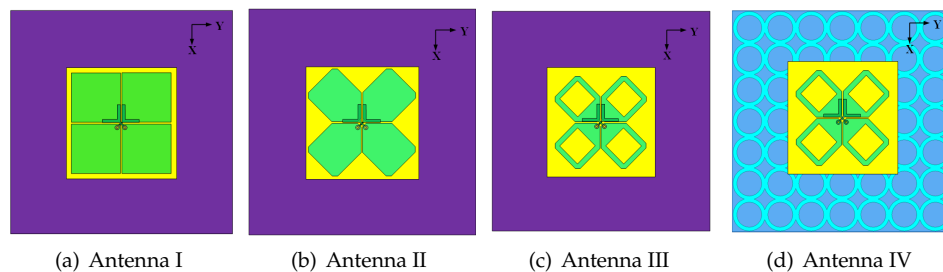 Y
X
Y
X
Y
X
Y
X
(a) Antenna I
(b) Antenna II
(c) Antenna III
(d) Antenna IV